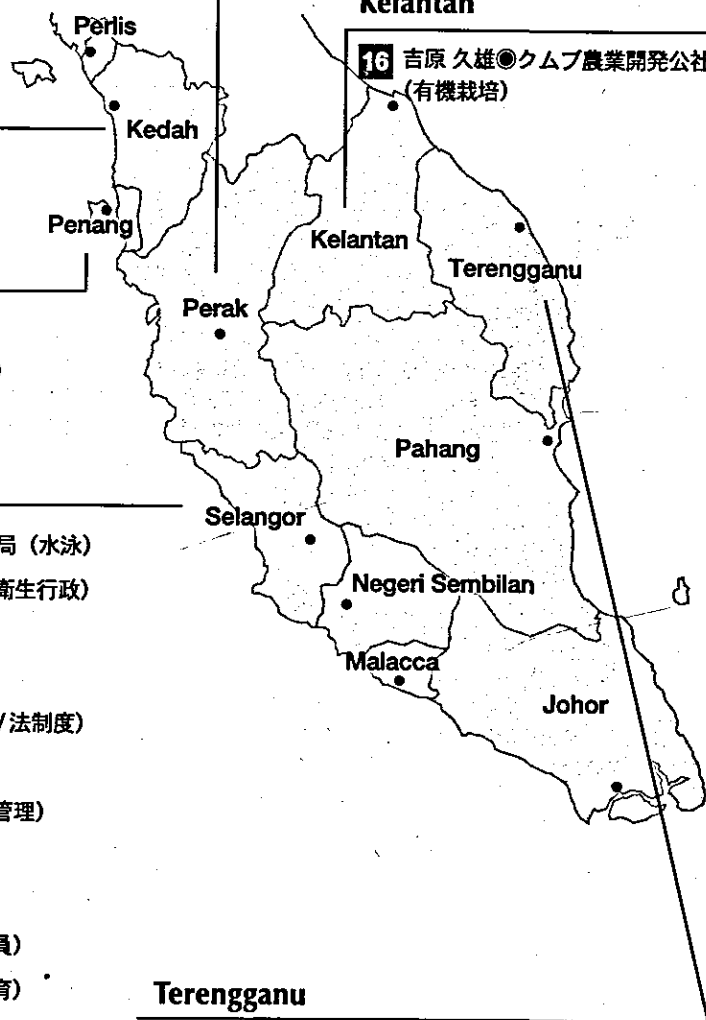 Kelantan
16 吉原 久雄◉クムブ農業開発公社
(有機栽培)
Perlis
Kedah
Penang
Kelantan
Terengganu
Perak
Pahang
Selangor
局（水泳）
衛生行政）
Negeri Sembilan
Malacca
Johor
/法制度）
管理）
員）
育）
Terengganu